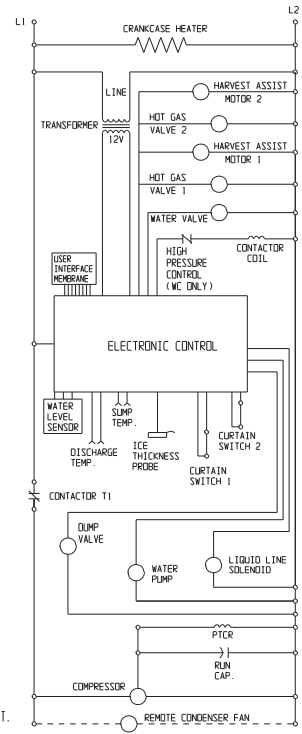 L1
L2
CRANKCASE HEATER
LINE
TRANSFORMER
12V
HARVEST ASSIST
MOTOR 2
HOT GAS
VALVE 2
HARVEST ASSIST
MOTOR 1
HOT GAS
VALVE 1
WATER VALVE
HIGH
PRESSURE
CONTROL
(WC ONLY)
CONTACTOR
COIL
USER
INTERFACE
MEMBRANE
ELECTRONIC CONTROL
WATER
LEVEL
SENSOR
DISCHARGE
TEMP.
SUMP
TEMP.
ICE
THICKNESS
PROBE
CURTAIN
SWITCH 1
CURTAIN
SWITCH 2
CONTACTOR T1
DUMP
VALVE
WATER
PUMP
LIQUID LINE
SOLENOID
PTCR
RUN
CAP.
COMPRESSOR
T.
REMOTE CONDENSER FAN